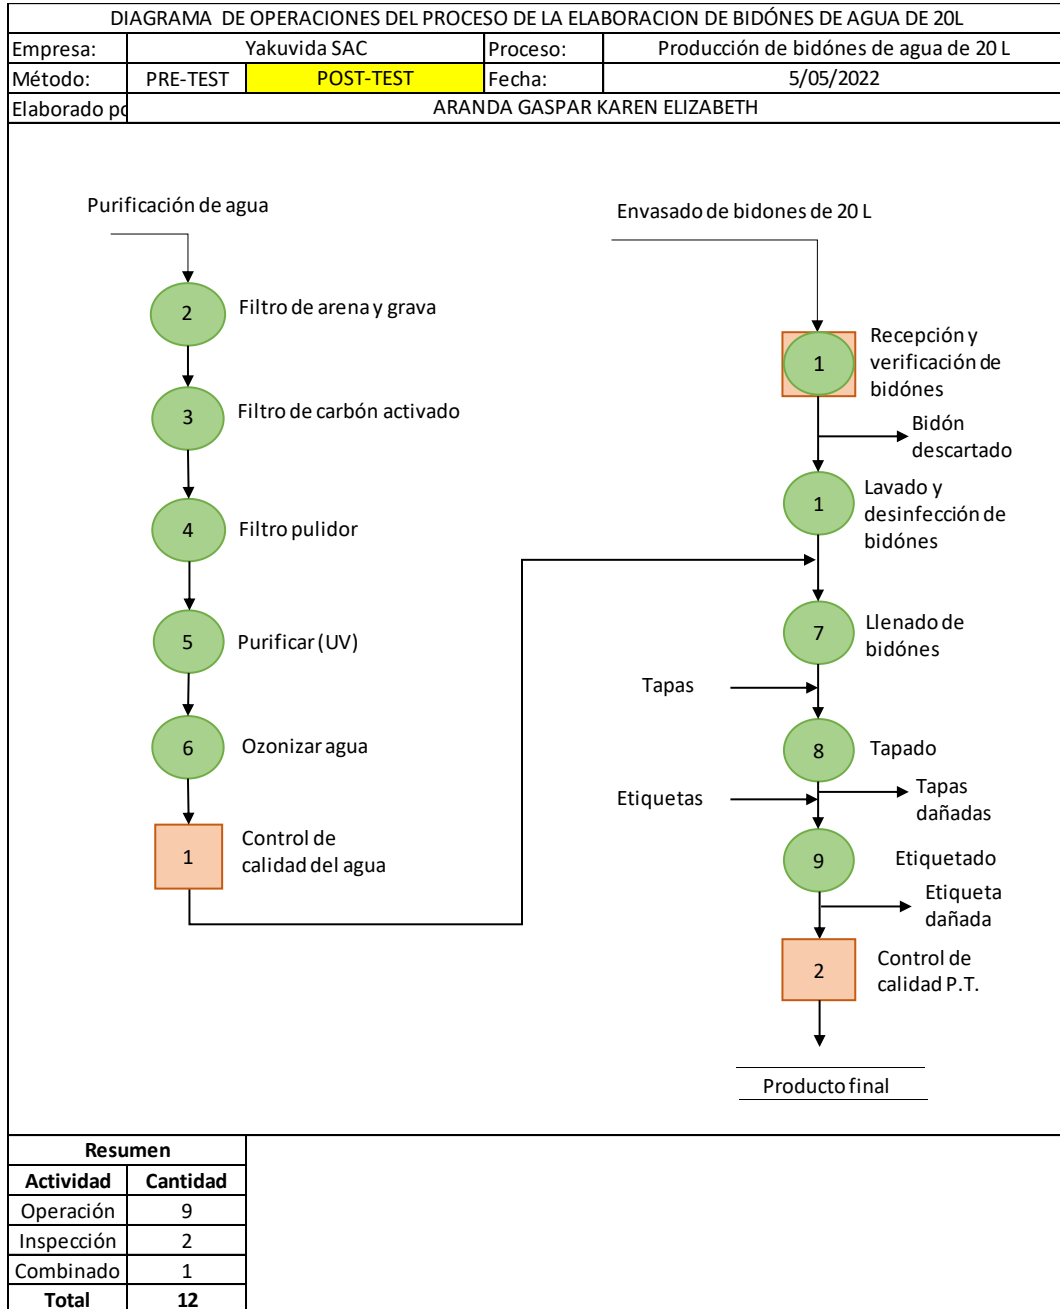 DIAGRAMA DE OPERACIONES DEL PROCESO DE LA ELABORACION DE BIDÓNES DE AGUA DE 20L
Empresa: Yakuvida SAC Proceso: Producción de bidónes de agua de 20 L
Método: PRE-TEST POST-TEST Fecha: 5/05/2022
Elaborado po ARANDA GASPAR KAREN ELIZABETH
Purificación de agua
2 Filtro de arena y grava
3 Filtro de carbón activado
4 Filtro pulidor
5 Purificar (UV)
6 Ozonizar agua
1 Control de
calidad del agua
Envasado de bidones de 20 L
1 Recepción y
verificación de
bidónes
Bidón
descartado
1 Lavado y
desinfección de
bidónes
7 Llenado de
bidónes
Tapas
8 Tapado
Etiquetas
Tapas
dañadas
9 Etiquetado
Etiqueta
dañada
2 Control de
calidad P.T.
Producto final
Resumen
Actividad Cantidad
Operación 9
Inspección 2
Combinado 1
Total 12